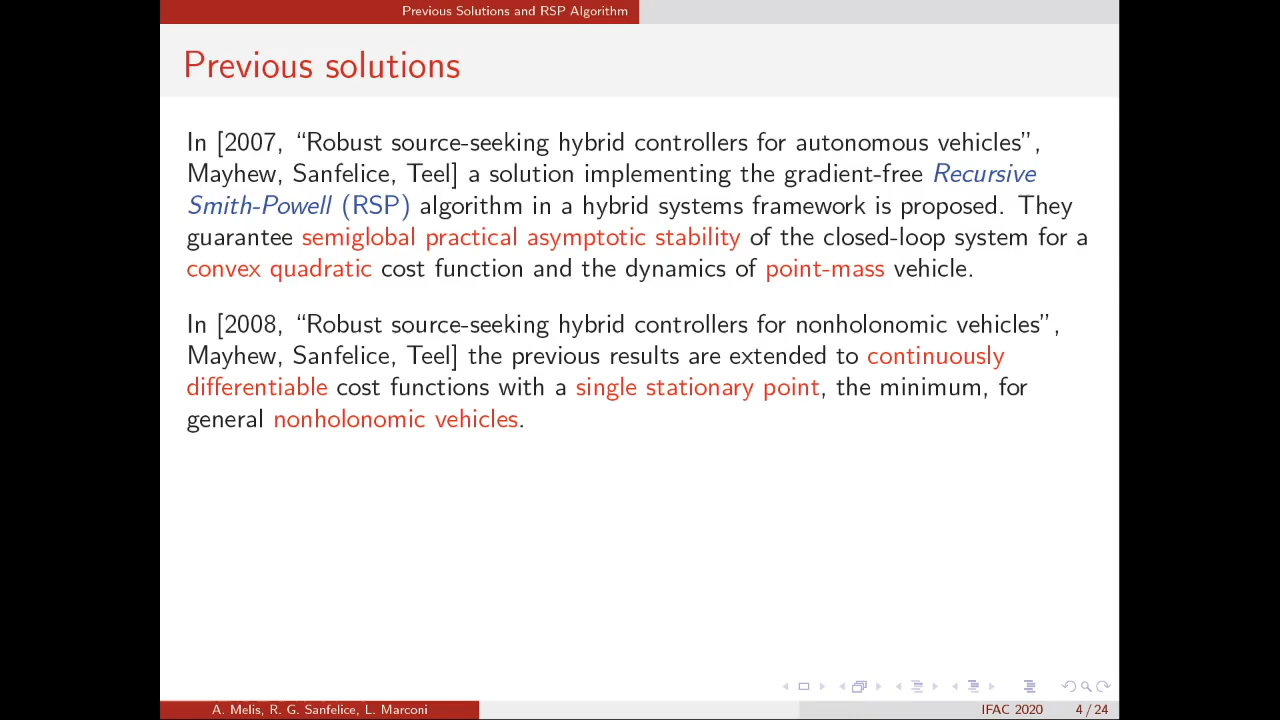 Previous Solutions and RSP Algorithm
Previous solutions
In [2007, “Robust source-seeking hybrid controllers for autonomous vehicles”,
Mayhew, Sanfelice, Teel] a solution implementing the gradient-free Recursive
Smith-Powell (RSP) algorithm in a hybrid systems framework is proposed. They
guarantee semiglobal practical asymptotic stability of the closed-loop system for a
convex quadratic cost function and the dynamics of point-mass vehicle.
In [2008, “Robust source-seeking hybrid controllers for nonholonomic vehicles”,
Mayhew, Sanfelice, Teel] the previous results are extended to continuously
differentiable cost functions with a single stationary point, the minimum, for
general nonholonomic vehicles.
A. Melis, R. G. Sanfelice, L. Marconi IFAC 2020 4 / 24